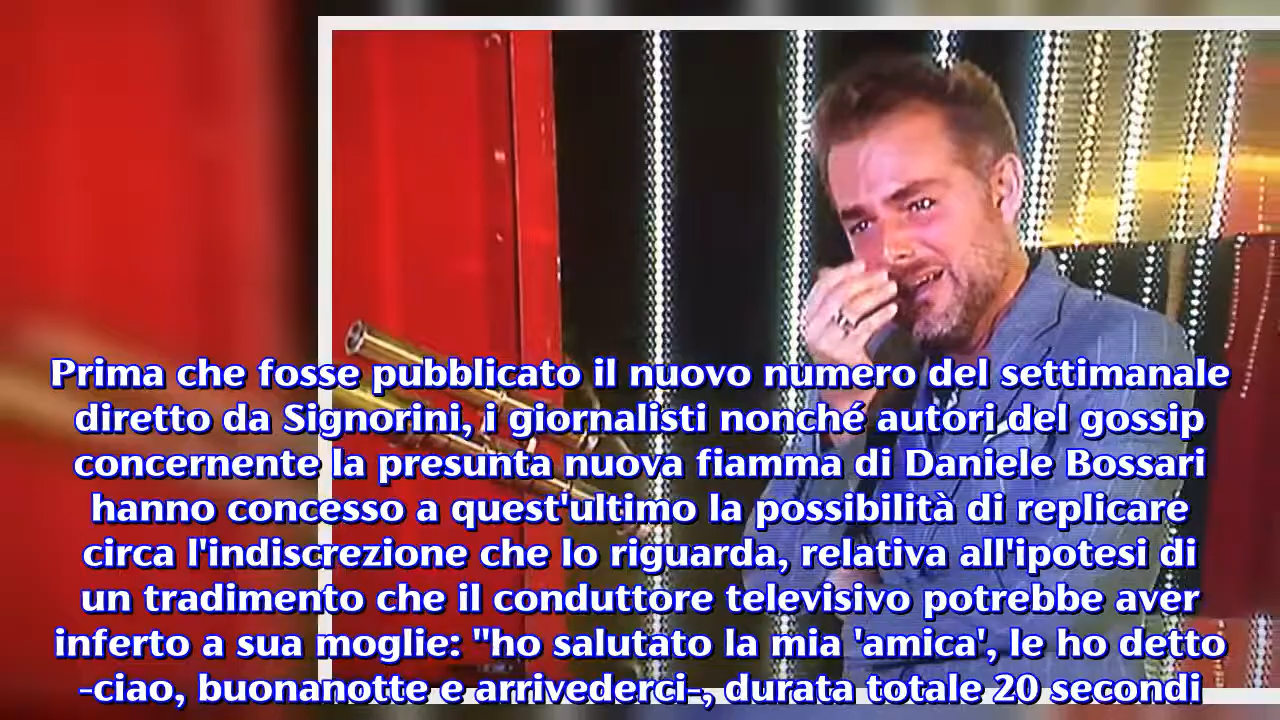 Prima che fosse pubblicato il nuovo numero del settimanale
diretto da Signorini, i giornalisti nonché autori del gossip
concernente la presunta nuova fiamma di Daniele Bossari
hanno concesso a quest'ultimo la possibilità di replicare
circa l'indiscrezione che lo riguarda, relativa all'ipotesi di
un tradimento che il conduttore televisivo potrebbe aver
inferto a sua moglie: "ho salutato la mia 'amica', le ho detto
-ciao, buonanotte e arrivederci-, durata totale 20 secondi